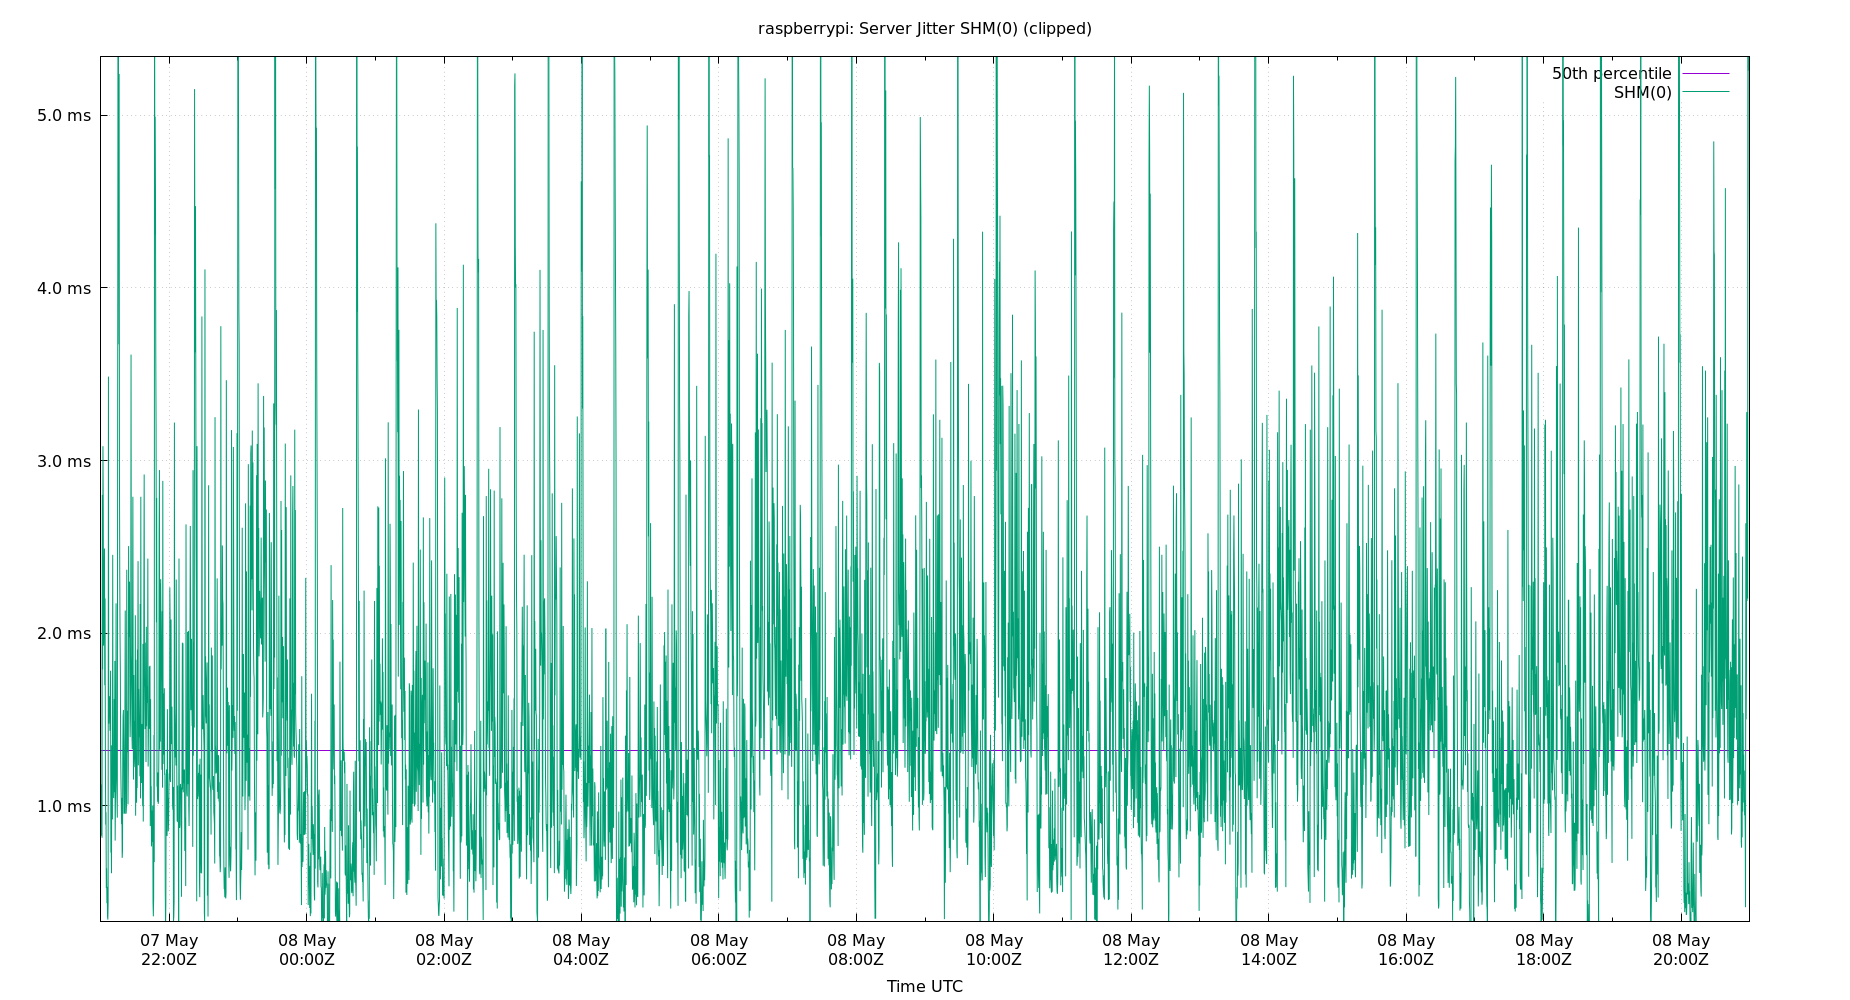 raspberrypi: Server Jitter SHM(0) (clipped)
50th percentile
SHM(0)
5.0 ms
4.0 ms
3.0 ms
2.0 ms
1.0 ms
07 May 08 May 08 May 08 May 08 May 08 May 08 May 08 May 08 May 08 May 08 May 08 May
22:00Z 00:00Z 02:00Z 04:00Z 06:00Z 08:00Z 10:00Z 12:00Z 14:00Z 16:00Z 18:00Z 20:00Z
Time UTC